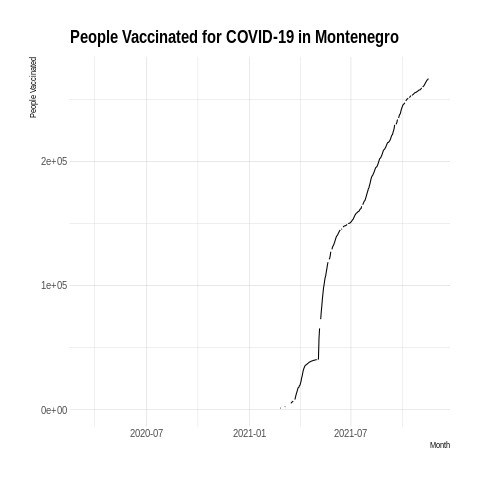 People Vaccinated for COVID-19 in Montenegro
People Vaccinated
2e+05
1e+05
0e+00
2020-07 2021-01 2021-07
Month